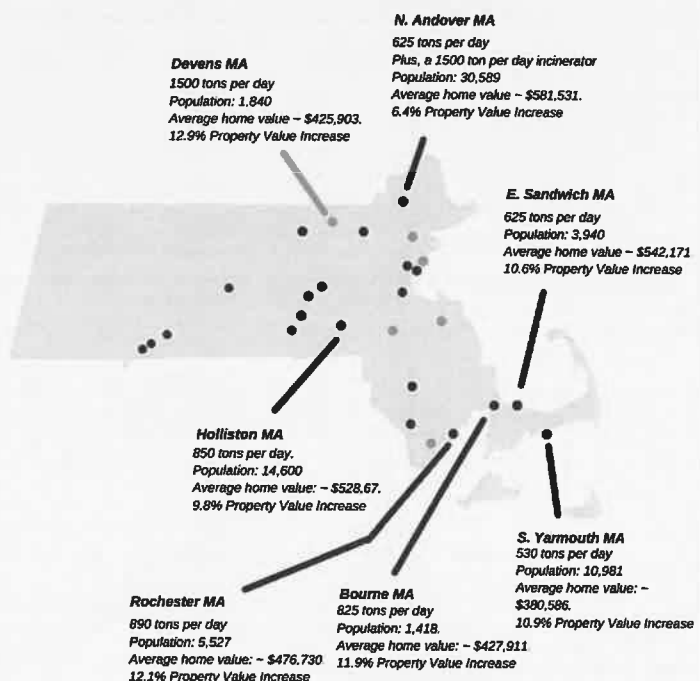 N. Andover MA
625 tons per day
Plus, a 1500 ton per day incinerator
Population: 30,589
Average home value ~ $581,531.
6.4% Property Value Increase
Devens MA
1500 tons per day
Population: 1,840
Average home value ~ $425,903.
12.9% Property Value Increase
E. Sandwich MA
625 tons per day
Population: 3,940
Average home value ~ $542,171
10.6% Property Value Increase
Holliston MA
850 tons per day.
Population: 14,600
Average home value: ~ $528.67.
9.8% Property Value Increase
S. Yarmouth MA
530 tons per day
Population: 10,981
Average home value: ~
$380,586.
10.9% Property Value Increase
Bourne MA
825 tons per day
Population: 1,418.
Average home value: ~ $427,911
11.9% Property Value Increase
Rochester MA
890 tons per day
Population: 5,527
Average home value: ~ $476,730
12.1% Property Value Increase